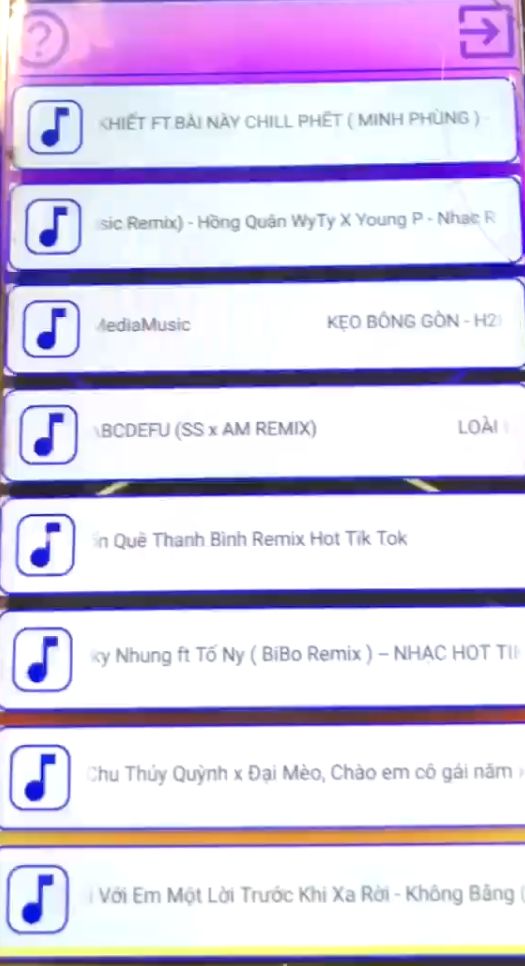 ?
KHIẾT FT.BÀI NÀY CHILL PHẾT ( MINH PHÙNG ) -
sic Remix) - Hồng Quân WyTy X Young P - Nhạc R
MediaMusic KẸO BÔNG GÒN - H2
ABCDEFU (SS x AM REMIX) LOÀI
n Quê Thanh Bình Remix Hot Tik Tok
ky Nhung ft Tố Ny ( BiBo Remix ) – NHẠC HOT TI
Chu Thúy Quỳnh x Đại Mèo, Chào em cô gái năm
Với Em Một Lời Trước Khi Xa Rời - Không Bằng (